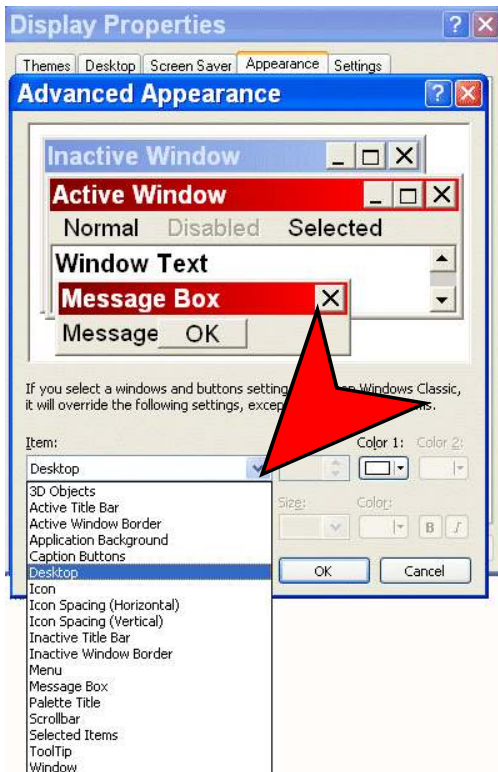 Display Properties
Themes Desktop Screen Saver Appearance Settings
Advanced Appearance
Inactive Window
Active Window
Normal Disabled Selected
Window Text
Message Box
Message OK
If you select a windows and buttons setting Windows Classic,
it will override the following settings,
Item: Color 1: Color 2:
Desktop
Size: Color:
B I
3D Objects
Active Title Bar
Active Window Border
Application Background
Caption Buttons
Desktop
OK Cancel
Icon
Icon Spacing (Horizontal)
Icon Spacing (Vertical)
Inactive Title Bar
Inactive Window Border
Menu
Message Box
Palette Title
Scrollbar
Selected Items
ToolTip
Window